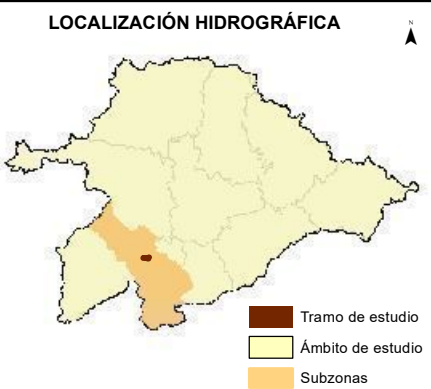 LOCALIZACIÓN HIDROGRÁFICA
N
Tramo de estudio
Ámbito de estudio
Subzonas